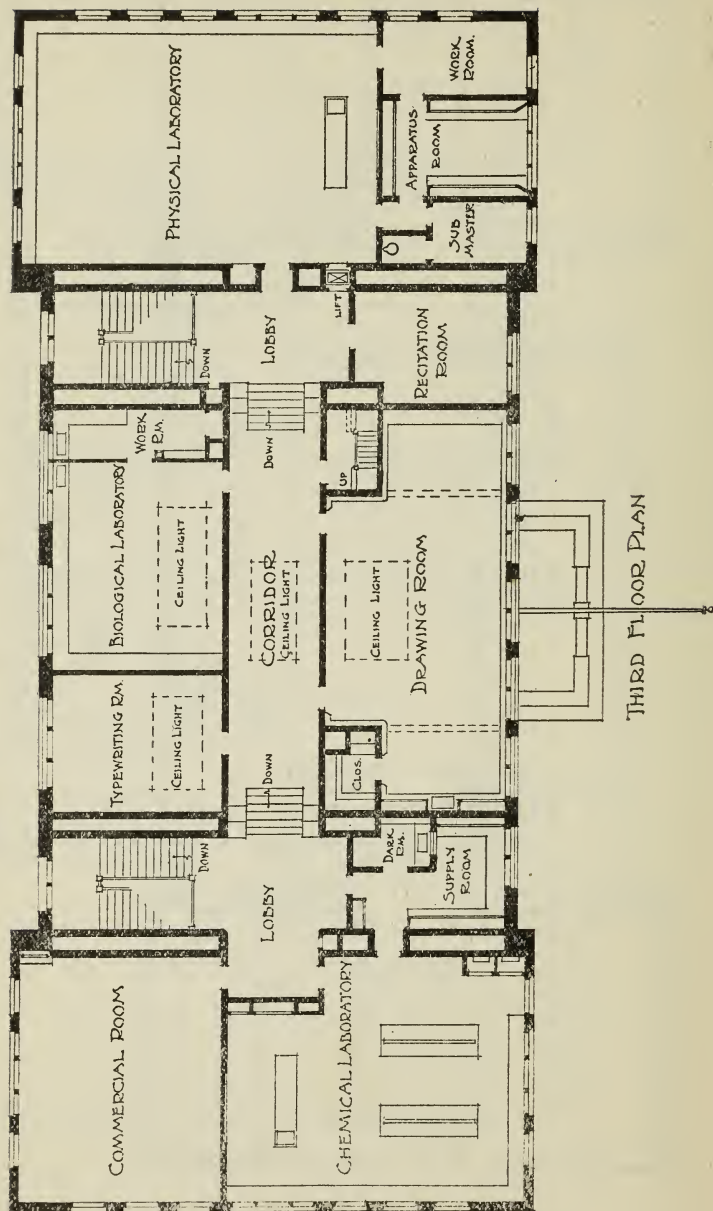 COMMERCIAL ROOM
CHEMICAL LABORATORY
LOBBY
DOWN
DARK
RM.
SUPPLY
ROOM
TYPEWRITING RM.
CEILING LIGHT
DOWN
CLOS.
BIOLOGICAL LABORATORY
CEILING LIGHT
WORK
RM.
CORRIDOR
CEILING LIGHT
DRAWING ROOM
CEILING LIGHT
DOWN
UP
DOWN
LOBBY
LIFT
RECITATION
ROOM
PHYSICAL LABORATORY
SUB
MASTER
APPARATUS
ROOM
WORK
ROOM.
THIRD FLOOR PLAN